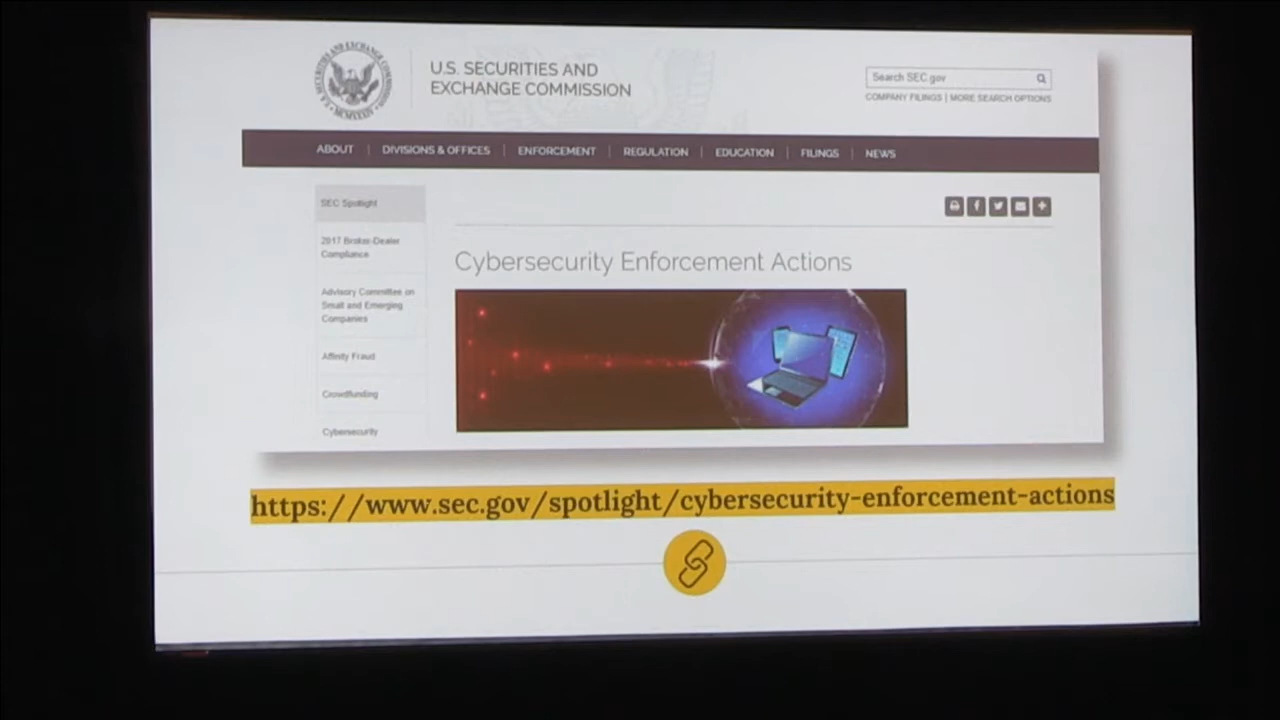 U.S. SECURITIES AND
EXCHANGE COMMISSION
Search SEC.gov
COMPANY FILINGS | MORE SEARCH OPTIONS
ABOUT | DIVISIONS & OFFICES | ENFORCEMENT | REGULATION | EDUCATION | FILINGS | NEWS
SEC Spotlight
2017 Broker-Dealer
Compliance
Advisory Committee on
Small and Emerging
Companies
Affinity Fraud
Crowdfunding
Cybersecurity
Cybersecurity Enforcement Actions
https://www.sec.gov/spotlight/cybersecurity-enforcement-actions